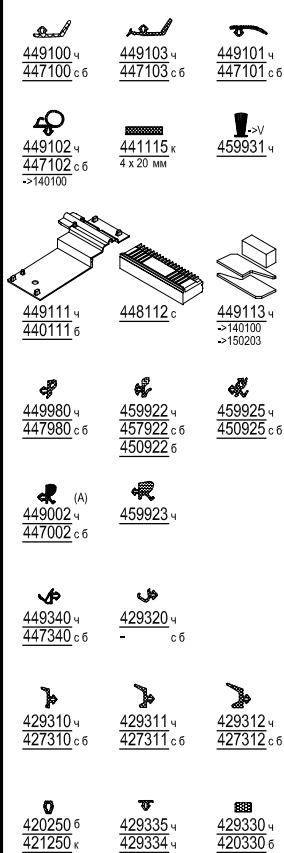 449100 ч 449103 ч 449101 ч
447100 с б 447103 с б 447101 с б
->V
449102 ч 441115 к 459931 ч
447102 с б 4 x 20 мм
->140100
449111 ч 448112 с 449113 ч
440111 б ->140100
->150203
449980 ч 459922 ч 459925 ч
447980 с б 457922 с б 450925 с б
450922 б
(A)
449002 ч 459923 ч
447002 с б
449340 ч 429320 ч
447340 с б - с б
429310 ч 429311 ч 429312 ч
427310 с б 427311 с б 427312 с б
420250 б 429335 ч 429330 ч
421250 к 429334 ч 420330 б